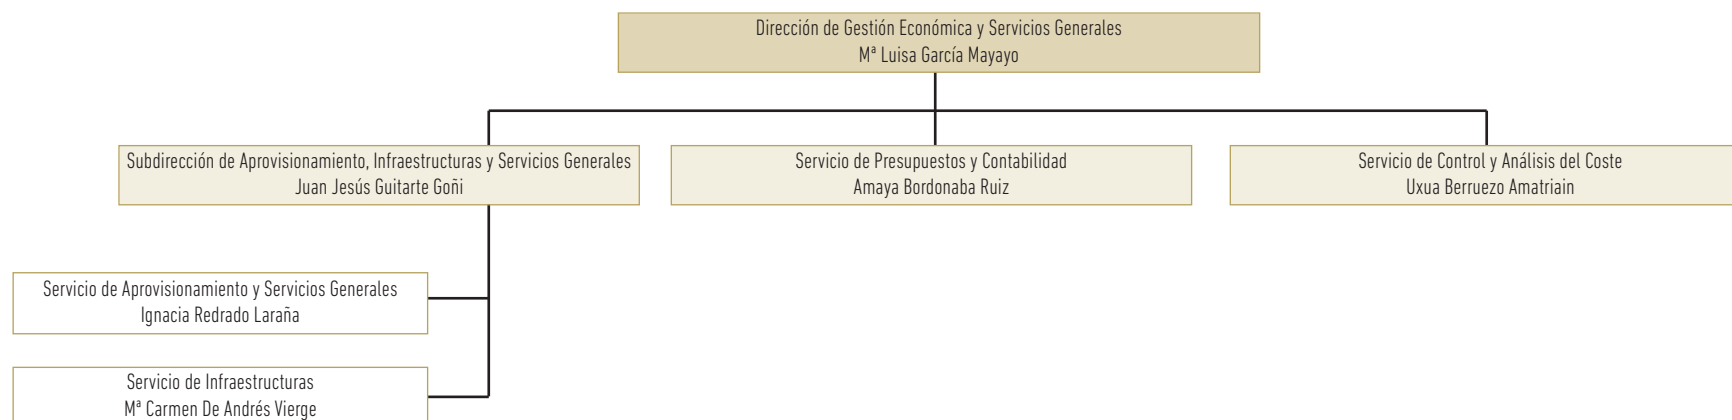 Dirección de Gestión Económica y Servicios Generales
Mª Luisa García Mayayo
Subdirección de Aprovisionamiento, Infraestructuras y Servicios Generales
Juan Jesús Guitarte Goñi
Servicio de Presupuestos y Contabilidad
Amaya Bordonaba Ruiz
Servicio de Control y Análisis del Coste
Uxua Berruezo Amatriain
Servicio de Aprovisionamiento y Servicios Generales
Ignacia Redrado Laraña
Servicio de Infraestructuras
Mª Carmen De Andrés Vierge